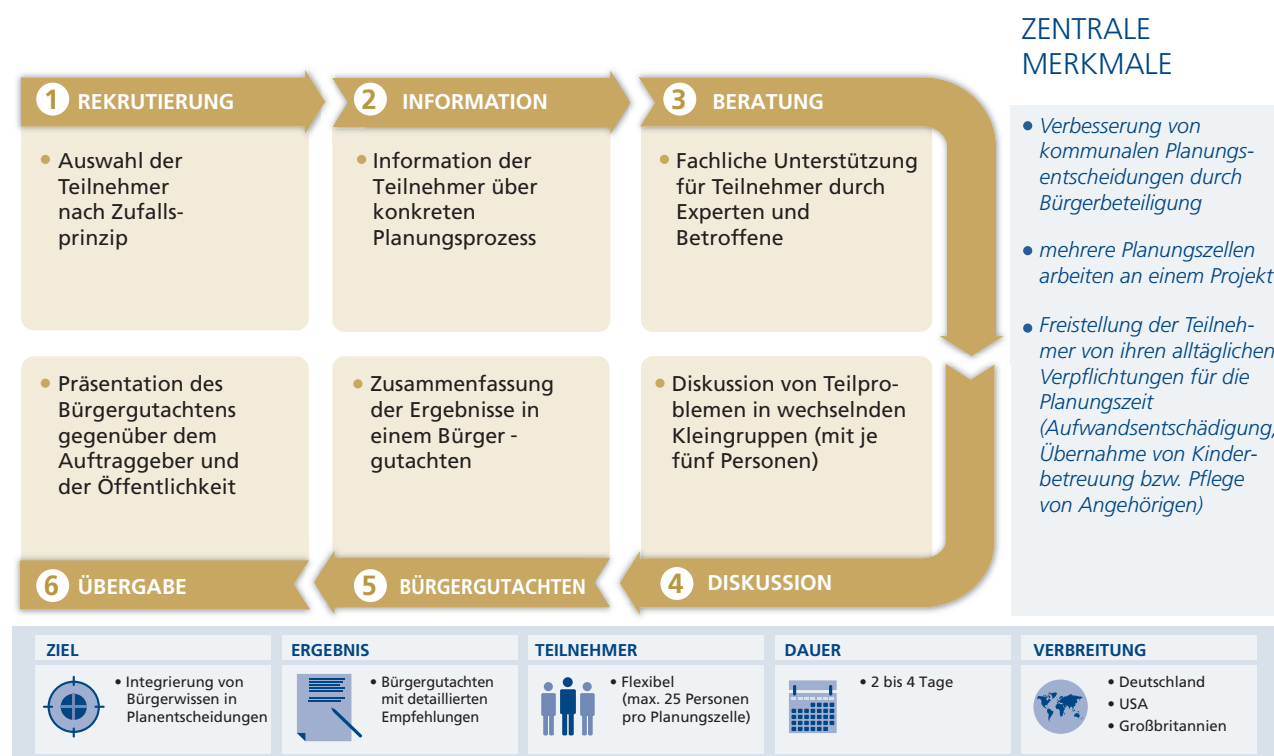 ZENTRALE
MERKMALE
1 REKRUTIERUNG
• Auswahl der
Teilnehmer
nach Zufalls-
prinzip
2 INFORMATION
• Information der
Teilnehmer über
konkreten
Planungsprozess
3 BERATUNG
• Fachliche Unterstützung
für Teilnehmer durch
Experten und
Betroffene
4 DISKUSSION
• Diskussion von Teilpro-
blemen in wechselnden
Kleingruppen (mit je
fünf Personen)
5 BÜRGERGUTACHTEN
• Zusammenfassung
der Ergebnisse in
einem Bürger -
gutachten
6 ÜBERGABE
• Präsentation des
Bürgergutachtens
gegenüber dem
Auftraggeber und
der Öffentlichkeit
• Verbesserung von
kommunalen Planungs-
entscheidungen durch
Bürgerbeteiligung
• mehrere Planungszellen
arbeiten an einem Projekt
• Freistellung der Teilneh-
mer von ihren alltäglichen
Verpflichtungen für die
Planungszeit
(Aufwandsentschädigung,
Übernahme von Kinder-
betreuung bzw. Pflege
von Angehörigen)
ZIEL
• Integrierung von
Bürgerwissen in
Planentscheidungen
ERGEBNIS
• Bürgergutachten
mit detaillierten
Empfehlungen
TEILNEHMER
• Flexibel
(max. 25 Personen
pro Planungszelle)
DAUER
• 2 bis 4 Tage
VERBREITUNG
• Deutschland
• USA
• Großbritannien